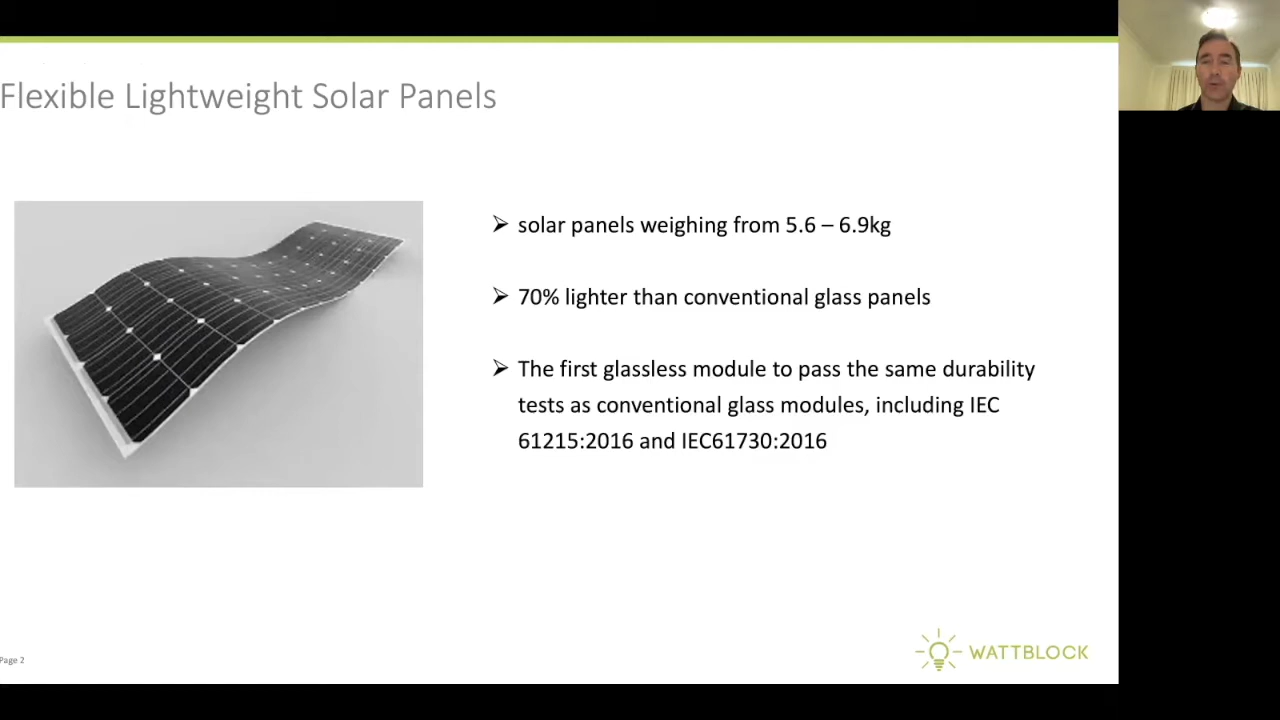 Flexible Lightweight Solar Panels
➢ solar panels weighing from 5.6 – 6.9kg
➢ 70% lighter than conventional glass panels
➢ The first glassless module to pass the same durability
tests as conventional glass modules, including IEC
61215:2016 and IEC61730:2016
Page 2
WATTBLOCK